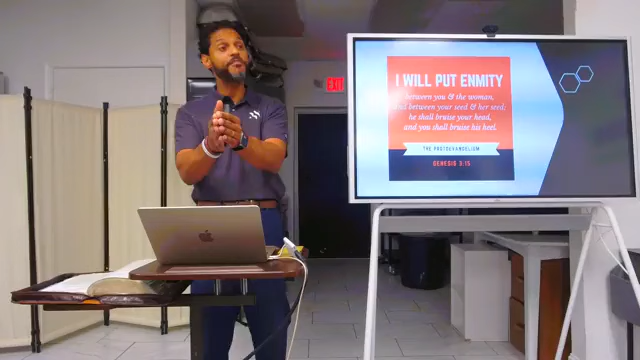 EXIT
I WILL PUT ENMITY
between you & the woman,
and between your seed & her seed;
he shall bruise your head,
and you shall bruise his heel.
THE PROTOEVANGELIUM
GENESIS 3:15